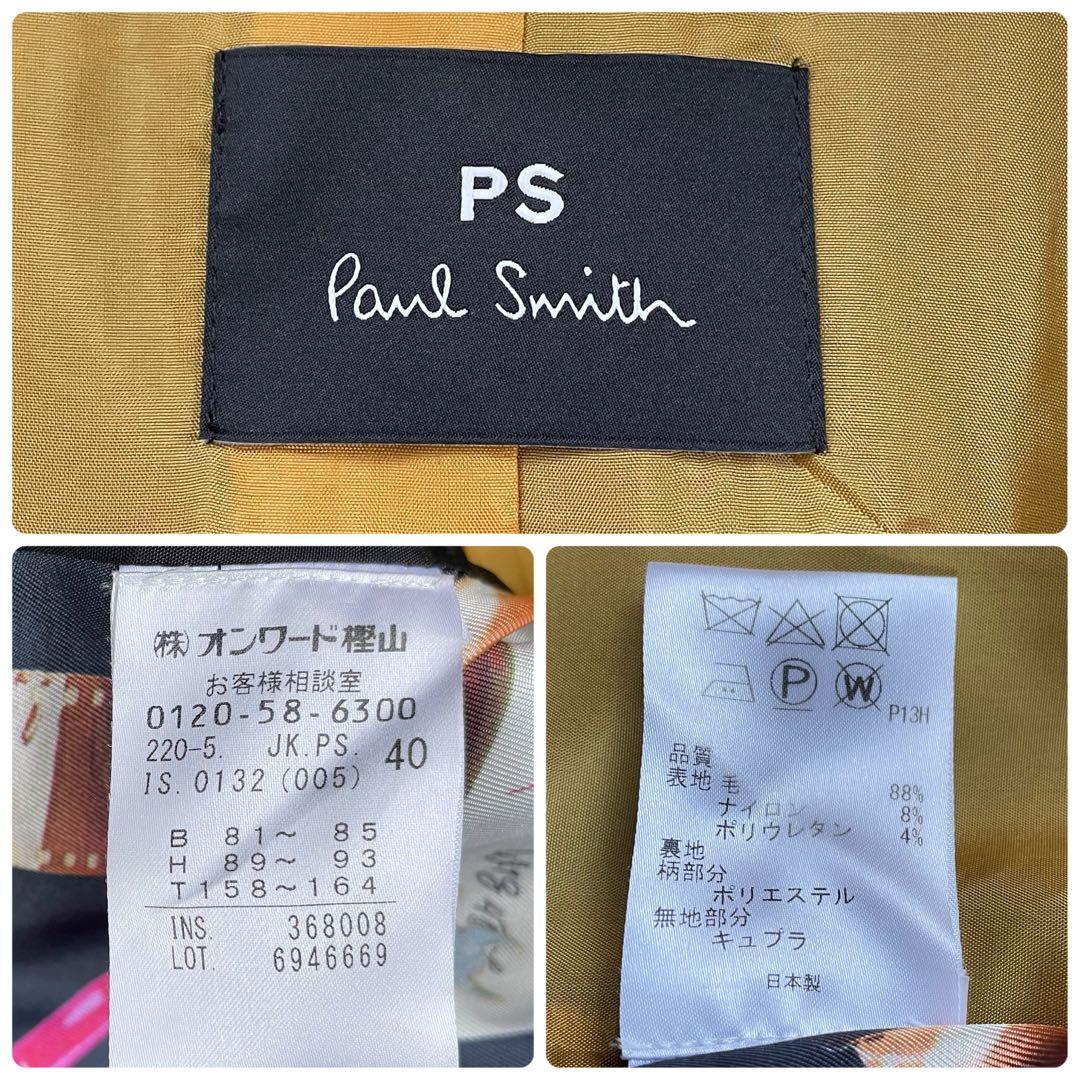 PS
Paul Smith
㈱オンワード樫山
お客様相談室
0120-58-6300
220-5. JK.PS. 40
IS.0132(005)
B 81～ 85
H 89～ 93
T158～164
INS. 368008
LOT. 6946669
P
W
P13H
品質
表地 毛 88%
ナイロン 8%
ポリウレタン 4%
裏地
柄部分
ポリエステル
無地部分
キュプラ
日本製